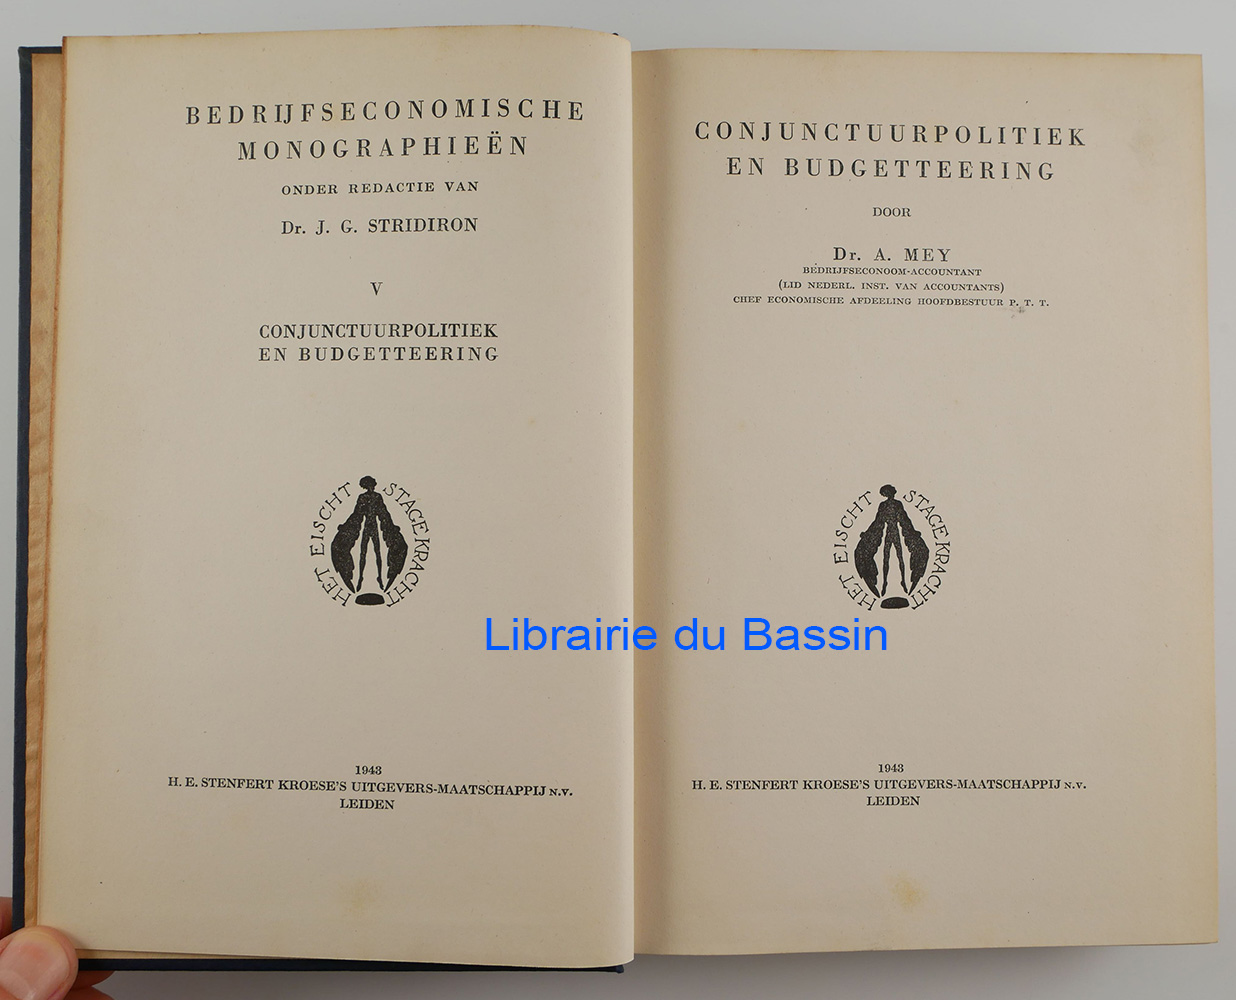 BEDRIJFSECONOMISCHE
MONOGRAPHIEËN
ONDER REDACTIE VAN
Dr. J. G. STRIDIRON
V
CONJUNCTUURPOLITIEK
EN BUDGETTEERING
HET EISCHT STAGE KRACHT
1943
H. E. STENFERT KROESE'S UITGEVERS-MAATSCHAPPIJ N.V.
LEIDEN
CONJUNCTUURPOLITIEK
EN BUDGETTEERING
DOOR
Dr. A. MEY
BEDRIJFSECONOOM-ACCOUNTANT
(LID NEDERL. INST. VAN ACCOUNTANTS)
CHEF ECONOMISCHE AFDEELING HOOFDBESTUUR P. T. T.
HET EISCHT STAGE KRACHT
Librairie du Bassin
1943
H. E. STENFERT KROESE'S UITGEVERS-MAATSCHAPPIJ N.V.
LEIDEN